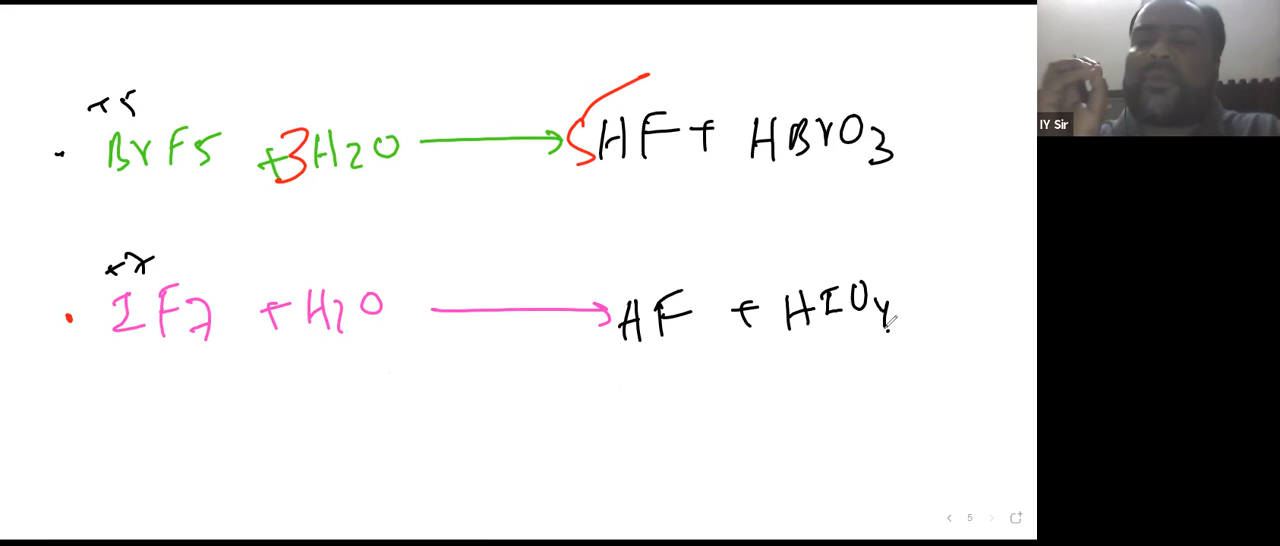 +5
BrF5 + 3H2O → 5HF + HBrO3
+7
IF7 + H2O → HF + HIO4
IY Sir
5